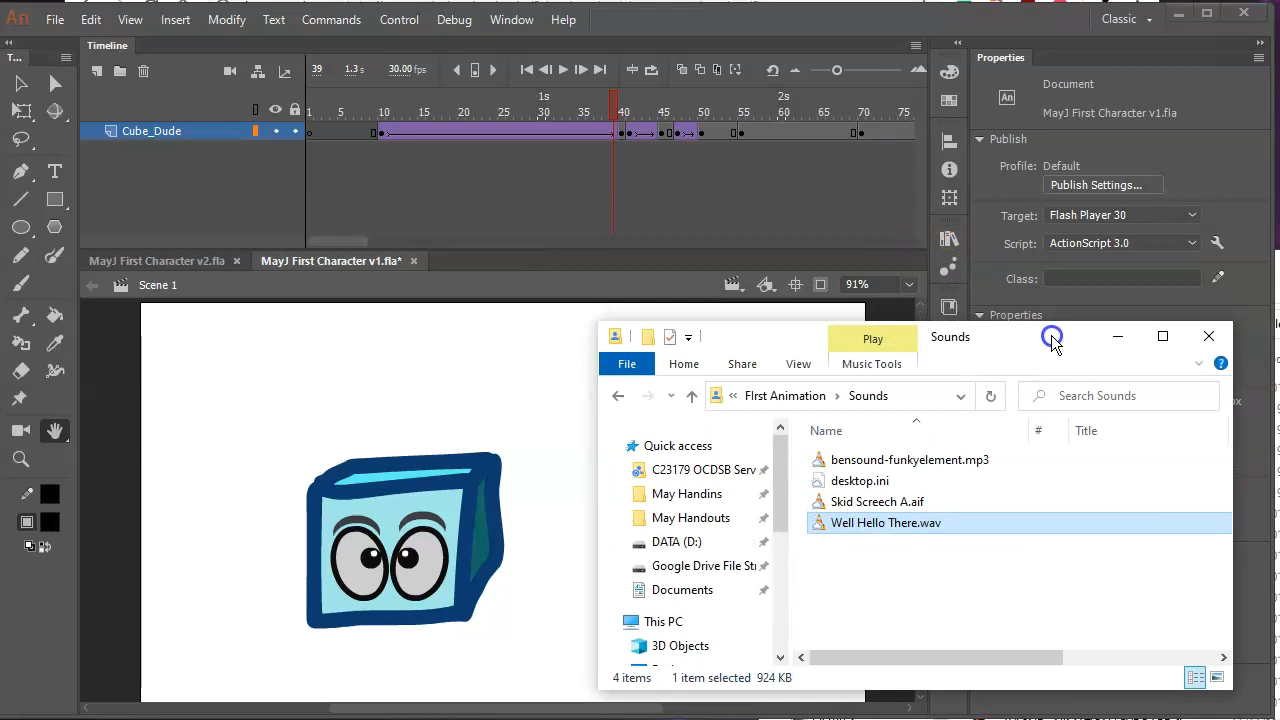 An File Edit View Insert Modify Text Commands Control Debug Window Help Classic
T... Timeline Properties
39 1.3 s 30.00 fps
Document
An MayJ First Character v1.fla
1s 2s
1 5 10 15 20 25 30 35 40 45 50 55 60 65 70 75
Cube_Dude
Publish
Profile: Default
Publish Settings...
Target: Flash Player 30
Script: ActionScript 3.0
MayJ First Character v2.fla × MayJ First Character v1.fla* ×
Class:
Scene 1 91%
Properties
Play Sounds
File Home Share View Music Tools
« FIrst Animation > Sounds Search Sounds
Name # Title
Quick access
C23179 OCDSB Serv
May Handins
May Handouts
DATA (D:)
Google Drive File Str
Documents
This PC
3D Objects
bensound-funkyelement.mp3
desktop.ini
Skid Screech A.aif
Well Hello There.wav
4 items 1 item selected 924 KB